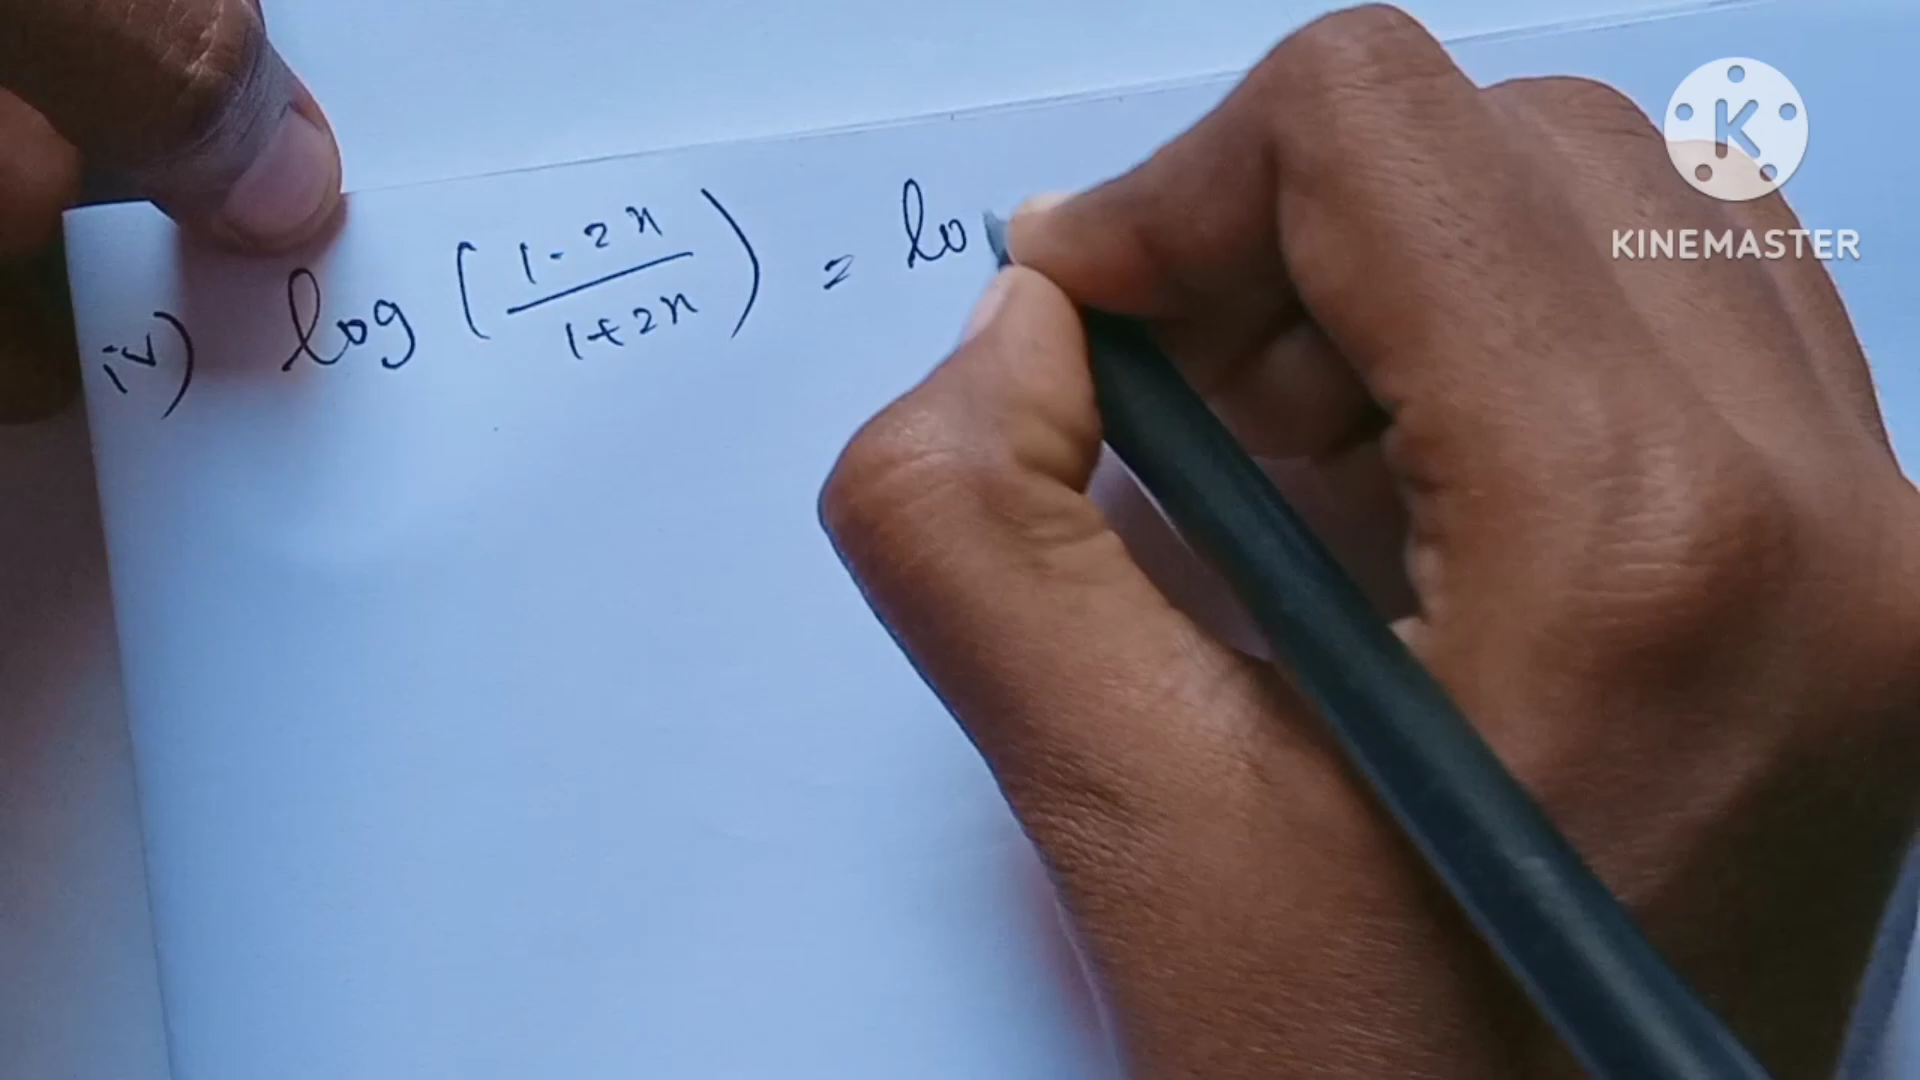 iv) log (1-2x/1+2x) = lo
K
KINEMASTER